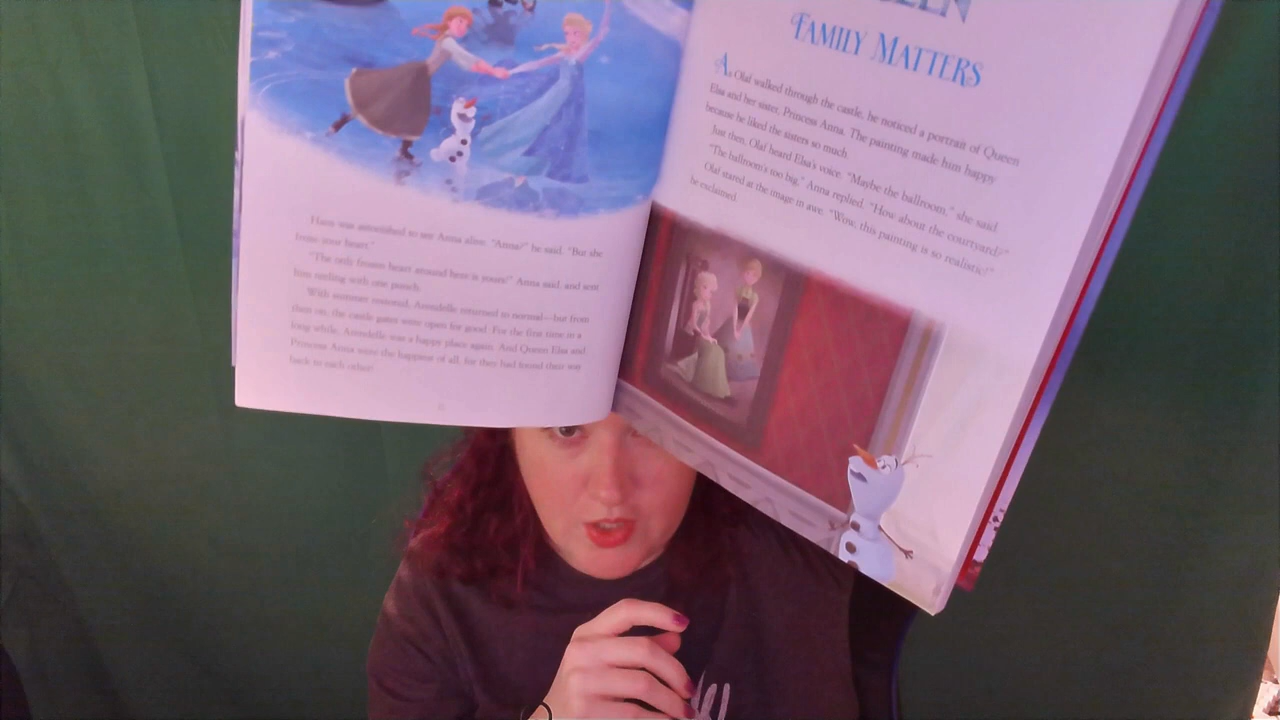 Hans was astonished to see Anna alive. "Anna?" he said. "But she
froze your heart."
"The only frozen heart around here is yours!" Anna said, and sent
him reeling with one punch.
With summer restored, Arendelle returned to normal—but from
then on, the castle gates were open for good. For the first time in a
long while, Arendelle was a happy place again. And Queen Elsa and
Princess Anna were the happiest of all, for they had found their way
back to each other!
FAMILY MATTERS
As Olaf walked through the castle, he noticed a portrait of Queen
Elsa and her sister, Princess Anna. The painting made him happy
because he liked the sisters so much.
Just then, Olaf heard Elsa's voice. "Maybe the ballroom," she said
"The ballroom's too big," Anna replied. "How about the courtyard?"
Olaf stared at the image in awe. "Wow, this painting is so realistic!"
he exclaimed.